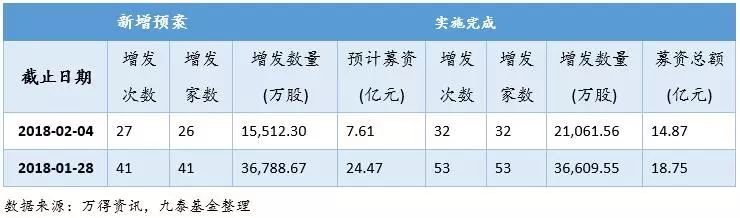 新增预案 实施完成
截止日期 增发次数 增发家数 增发数量(万股) 预计募资(亿元) 增发次数 增发家数 增发数量(万股) 募资总额(亿元)
2018-02-04 27 26 15,512.30 7.61 32 32 21,061.56 14.87
2018-01-28 41 41 36,788.67 24.47 53 53 36,609.55 18.75
数据来源：万得资讯，九泰基金整理